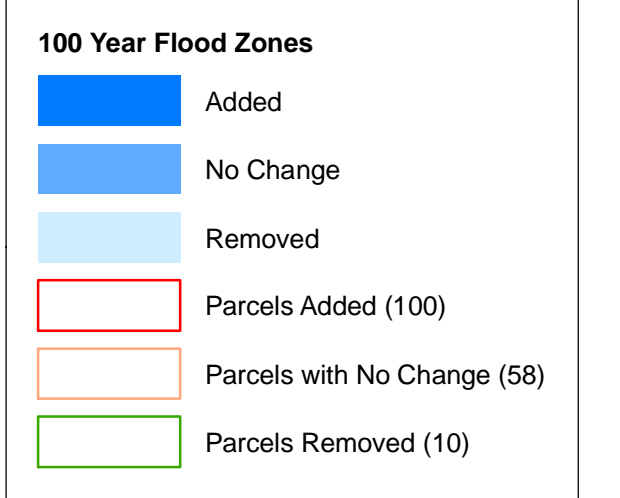 100 Year Flood Zones
Added
No Change
Removed
Parcels Added (100)
Parcels with No Change (58)
Parcels Removed (10)